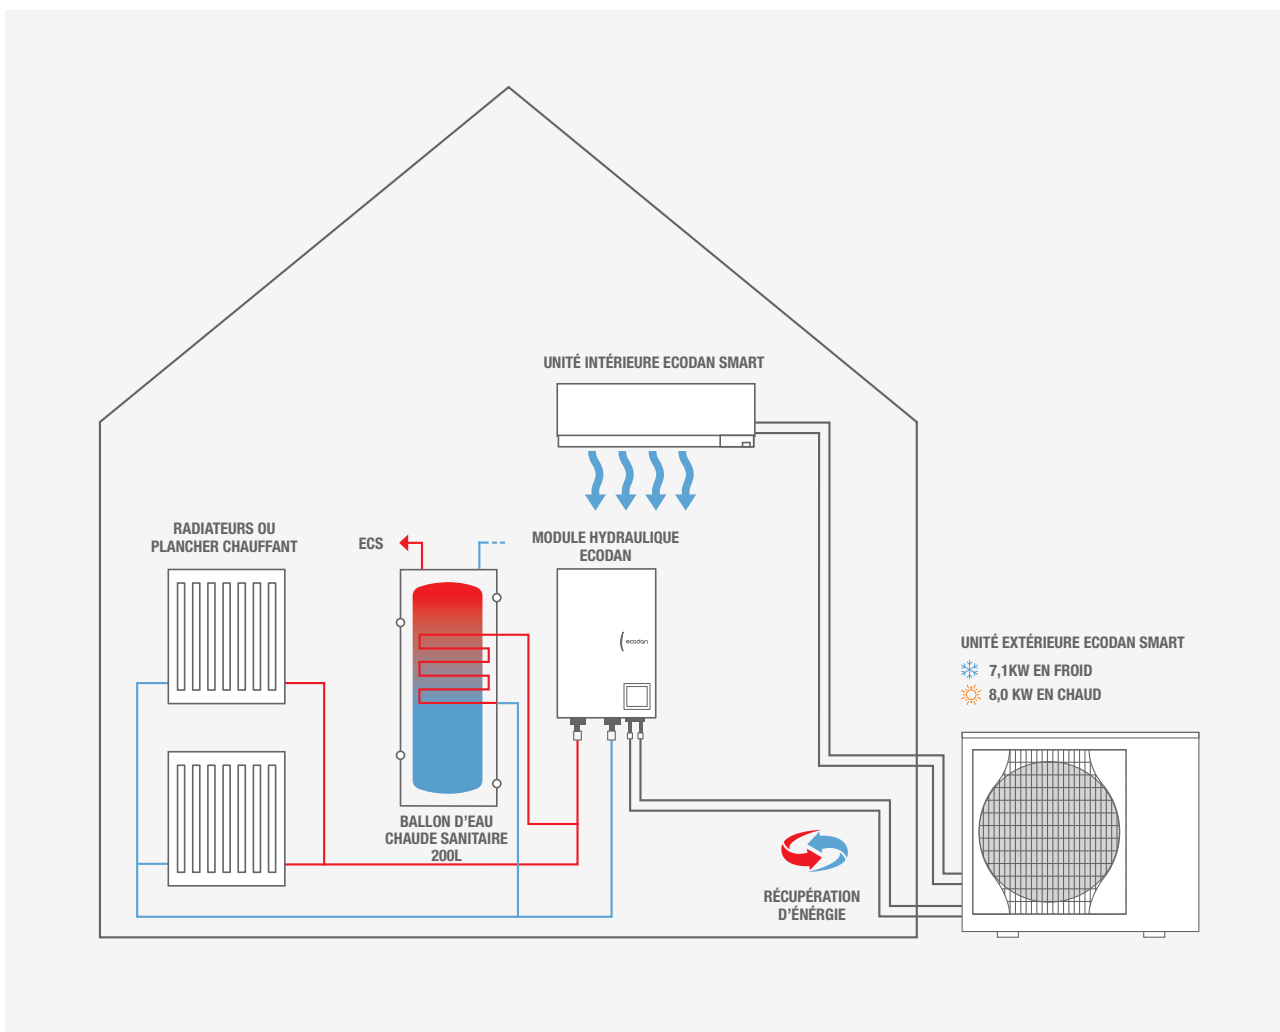 UNITÉ INTÉRIEURE ECODAN SMART
RADIATEURS OU
PLANCHER CHAUFFANT
ECS
MODULE HYDRAULIQUE
ECODAN
ecodan
UNITÉ EXTÉRIEURE ECODAN SMART
7,1KW EN FROID
8,0 KW EN CHAUD
BALLON D'EAU
CHAUDE SANITAIRE
200L
RÉCUPÉRATION
D'ÉNÉRGIE